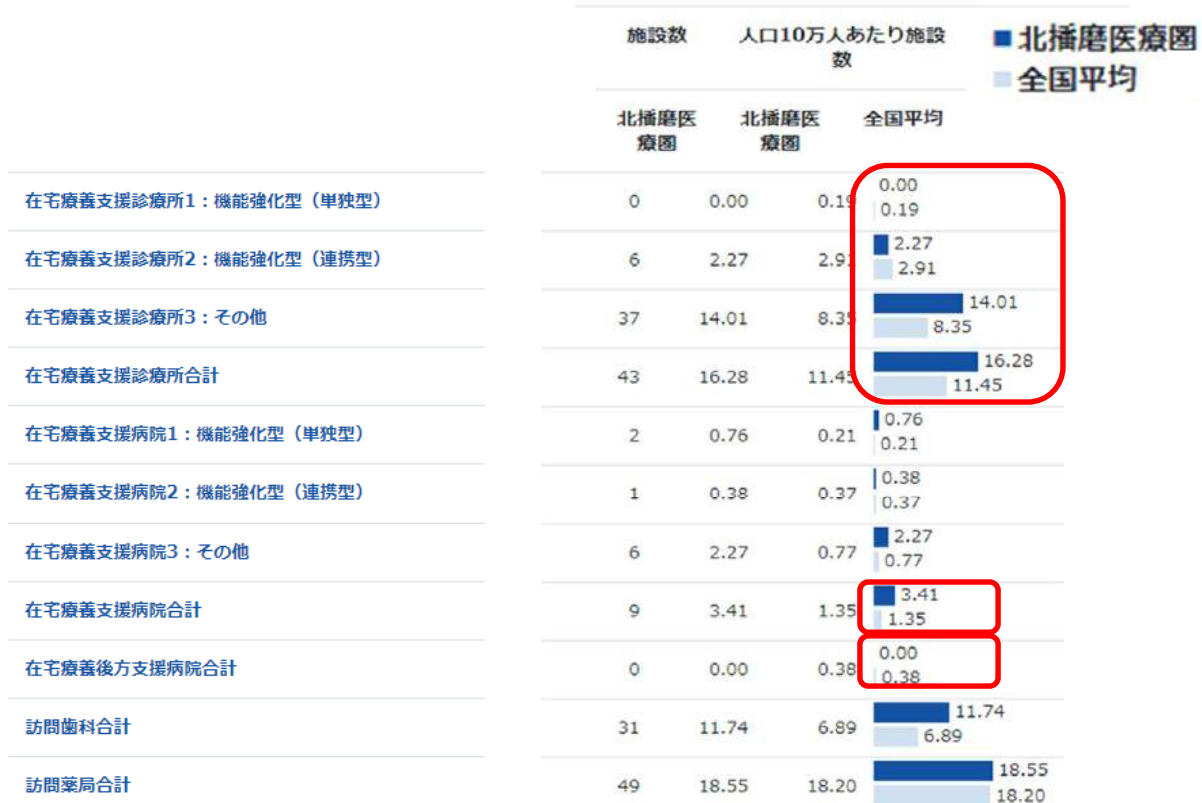 施設数 人口10万人あたり施設
数
■北播磨医療圏
■全国平均
北播磨医 北播磨医 全国平均
療圏 療圏
在宅療養支援診療所1：機能強化型（単独型） 0 0.00 0.19 0.00
0.19
在宅療養支援診療所2：機能強化型（連携型） 6 2.27 2.91 2.27
2.91
在宅療養支援診療所3：その他 37 14.01 8.35 14.01
8.35
在宅療養支援診療所合計 43 16.28 11.45 16.28
11.45
在宅療養支援病院1：機能強化型（単独型） 2 0.76 0.21 0.76
0.21
在宅療養支援病院2：機能強化型（連携型） 1 0.38 0.37 0.38
0.37
在宅療養支援病院3：その他 6 2.27 0.77 2.27
0.77
在宅療養支援病院合計 9 3.41 1.35 3.41
1.35
在宅療養後方支援病院合計 0 0.00 0.38 0.00
0.38
訪問歯科合計 31 11.74 6.89 11.74
6.89
訪問薬局合計 49 18.55 18.20 18.55
18.20